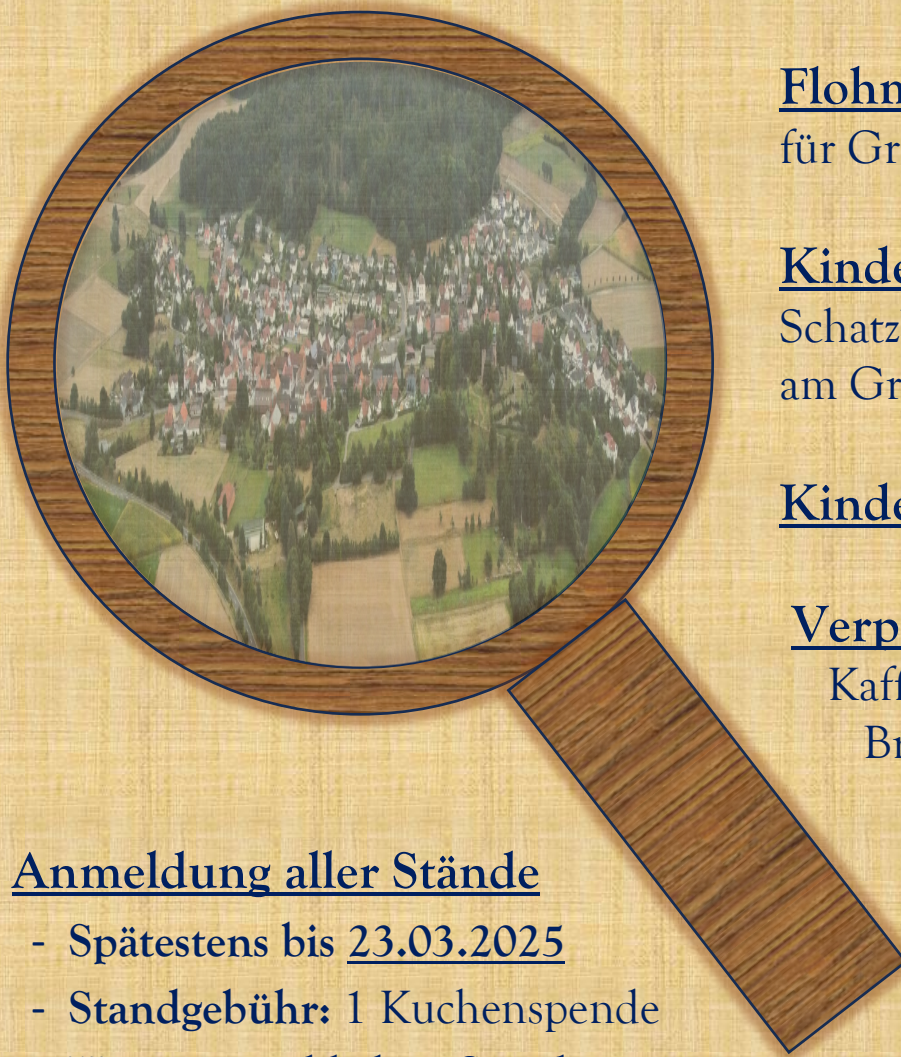 Flohm
für Gr
Kinde
Schatz
am Gr
Kinde
Verp
Kaff
Br
Anmeldung aller Stände
- Spätestens bis 23.03.2025
- Standgebühr: 1 Kuchenspende